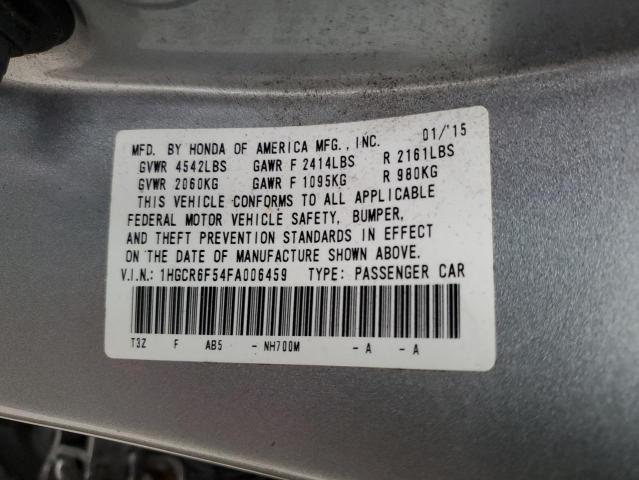 MFD. BY HONDA OF AMERICA MFG., INC. 01/'15
GVWR 4542LBS GAWR F 2414LBS R 2161LBS
GVWR 2060KG GAWR F 1095KG R 980KG
THIS VEHICLE CONFORMS TO ALL APPLICABLE
FEDERAL MOTOR VEHICLE SAFETY, BUMPER,
AND THEFT PREVENTION STANDARDS IN EFFECT
ON THE DATE OF MANUFACTURE SHOWN ABOVE.
V.I.N.: 1HGCR6F54FA006459 TYPE: PASSENGER CAR
T3Z F AB5 - NH700M - A - A